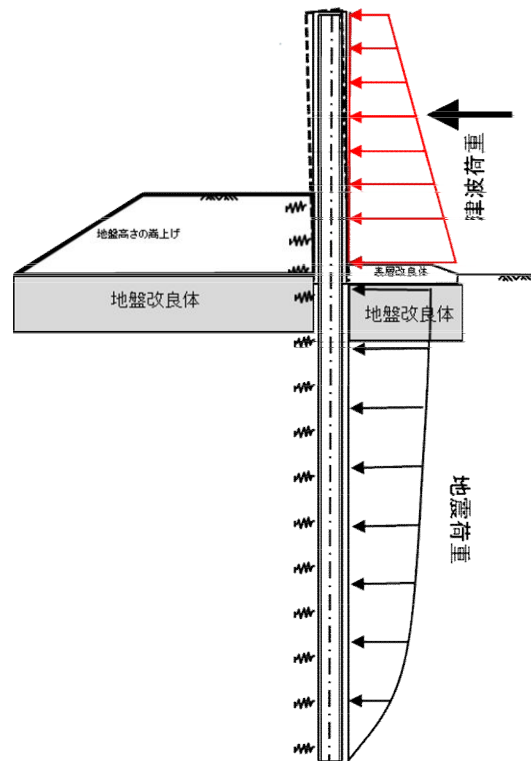 津波荷重
地盤高さの嵩上げ
表層改良体
地盤改良体
地盤改良体
地震荷重